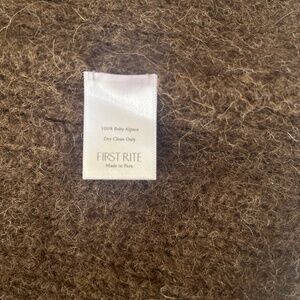 100% Baby Alpaca
Dry Clean Only
FIRST RITE
Made in Peru